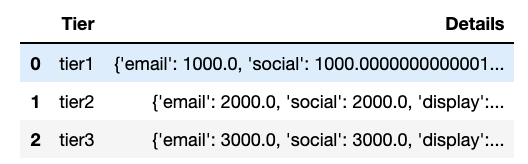 Tier Details
0 tier1 {'email': 1000.0, 'social': 1000.0000000000001...
1 tier2 {'email': 2000.0, 'social': 2000.0, 'display':...
2 tier3 {'email': 3000.0, 'social': 3000.0, 'display':...